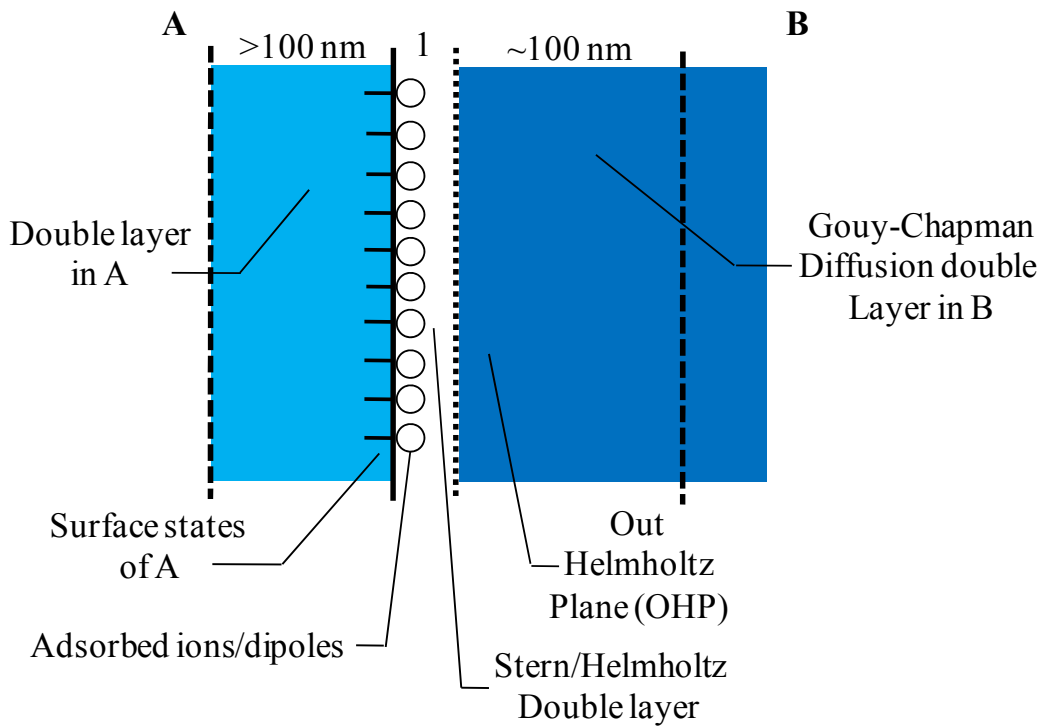 A
B
>100 nm
1
~100 nm
Double layer
in A
Gouy-Chapman
Diffusion double
Layer in B
Surface states
of A
Out
Helmholtz
Plane (OHP)
Adsorbed ions/dipoles
Stern/Helmholtz
Double layer